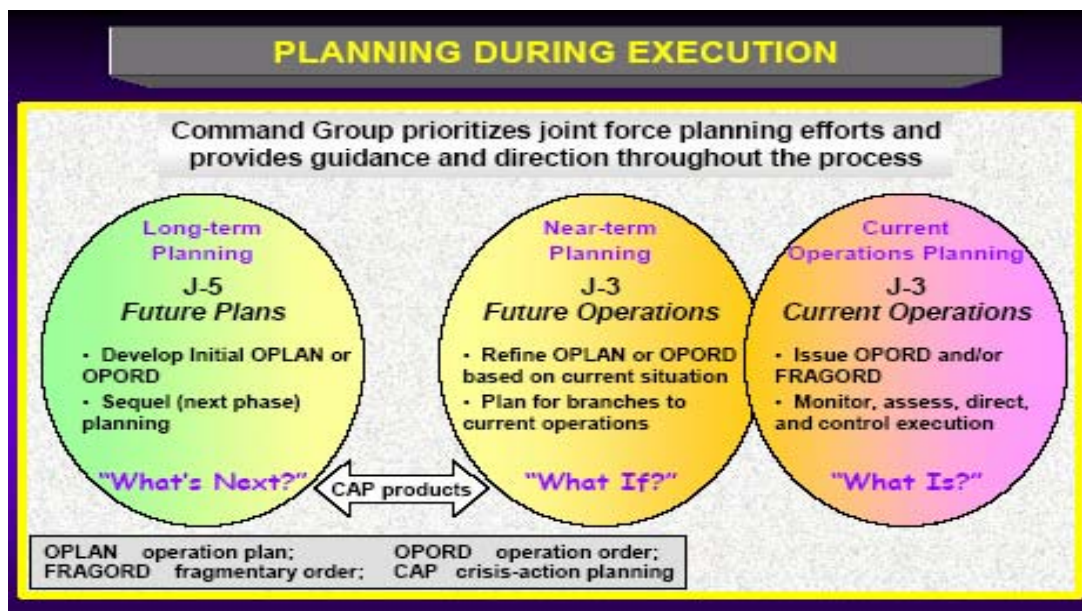 PLANNING DURING EXECUTION
Command Group prioritizes joint force planning efforts and
provides guidance and direction throughout the process
Long-term
Planning
J-5
Future Plans
• Develop Initial OPLAN or
OPORD
• Sequel (next phase)
planning
"What's Next?"
CAP products
Near-term
Planning
J-3
Future Operations
• Refine OPLAN or OPORD
based on current situation
• Plan for branches to
current operations
"What If?"
Current
Operations Planning
J-3
Current Operations
• Issue OPORD and/or
FRAGORD
• Monitor, assess, direct,
and control execution
"What Is?"
OPLAN operation plan; OPORD operation order;
FRAGORD fragmentary order; CAP crisis-action planning